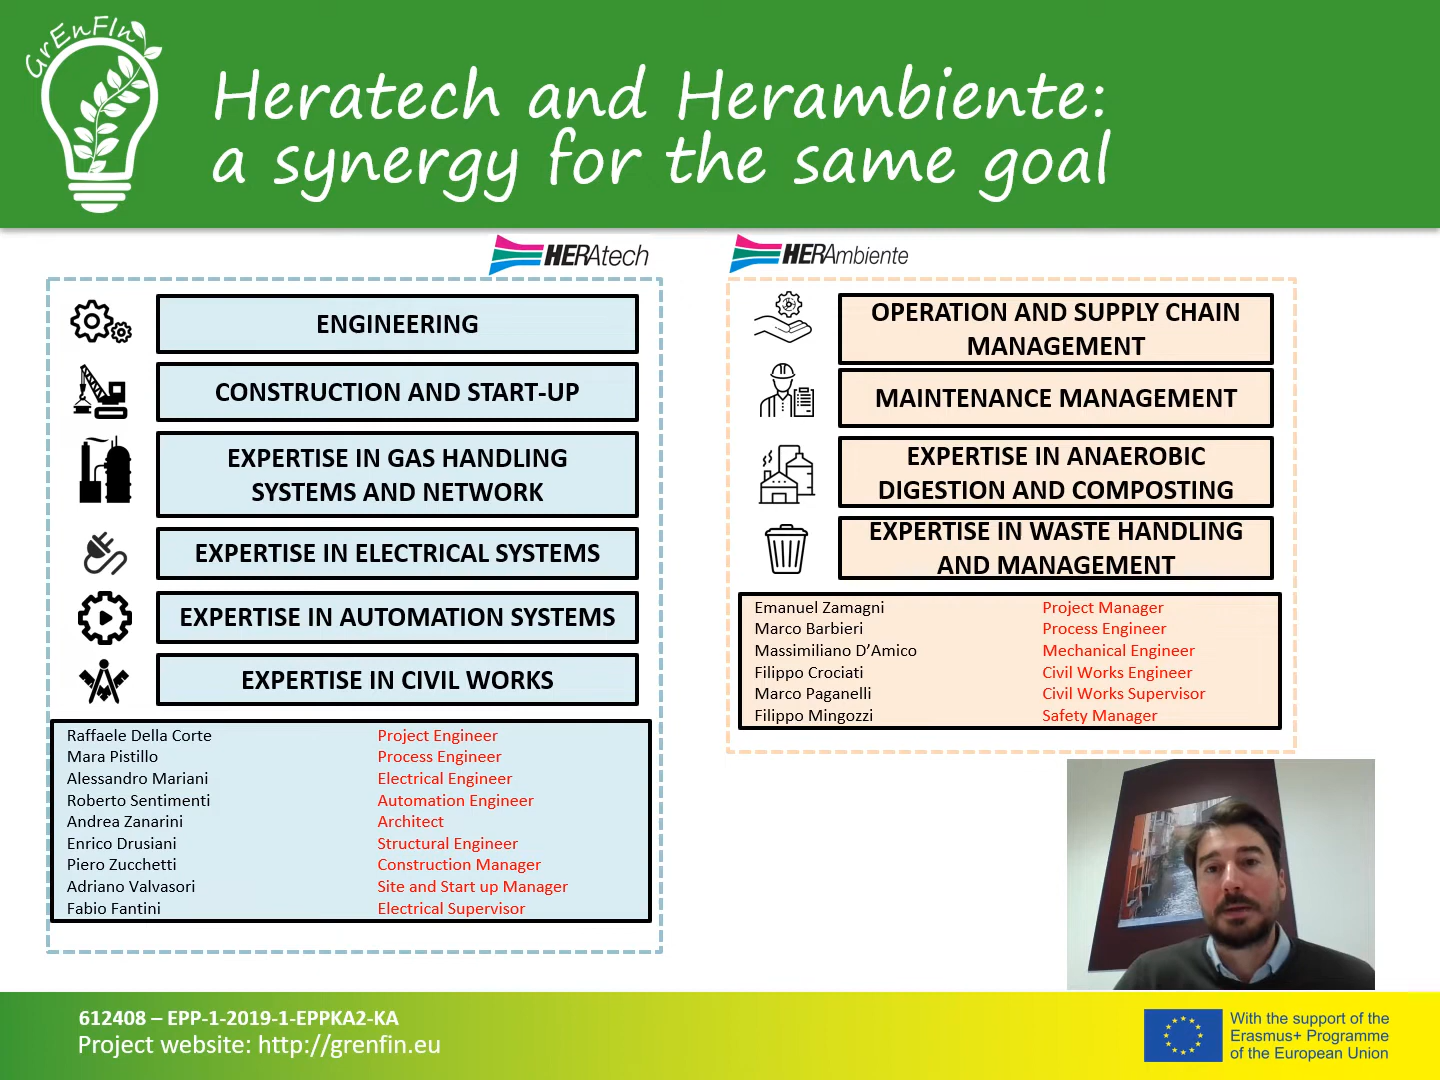 GrEnFIn
Heratech and Herambiente:
a synergy for the same goal
HERAtech
ENGINEERING
CONSTRUCTION AND START-UP
EXPERTISE IN GAS HANDLING
SYSTEMS AND NETWORK
EXPERTISE IN ELECTRICAL SYSTEMS
EXPERTISE IN AUTOMATION SYSTEMS
EXPERTISE IN CIVIL WORKS
Raffaele Della Corte Project Engineer
Mara Pistillo Process Engineer
Alessandro Mariani Electrical Engineer
Roberto Sentimenti Automation Engineer
Andrea Zanarini Architect
Enrico Drusiani Structural Engineer
Piero Zucchetti Construction Manager
Adriano Valvasori Site and Start up Manager
Fabio Fantini Electrical Supervisor
HERAmbiente
OPERATION AND SUPPLY CHAIN
MANAGEMENT
MAINTENANCE MANAGEMENT
EXPERTISE IN ANAEROBIC
DIGESTION AND COMPOSTING
EXPERTISE IN WASTE HANDLING
AND MANAGEMENT
Emanuel Zamagni Project Manager
Marco Barbieri Process Engineer
Massimiliano D'Amico Mechanical Engineer
Filippo Crociati Civil Works Engineer
Marco Paganelli Civil Works Supervisor
Filippo Mingozzi Safety Manager
612408 – EPP-1-2019-1-EPPKA2-KA
Project website: http://grenfin.eu
With the support of the
Erasmus+ Programme
of the European Union